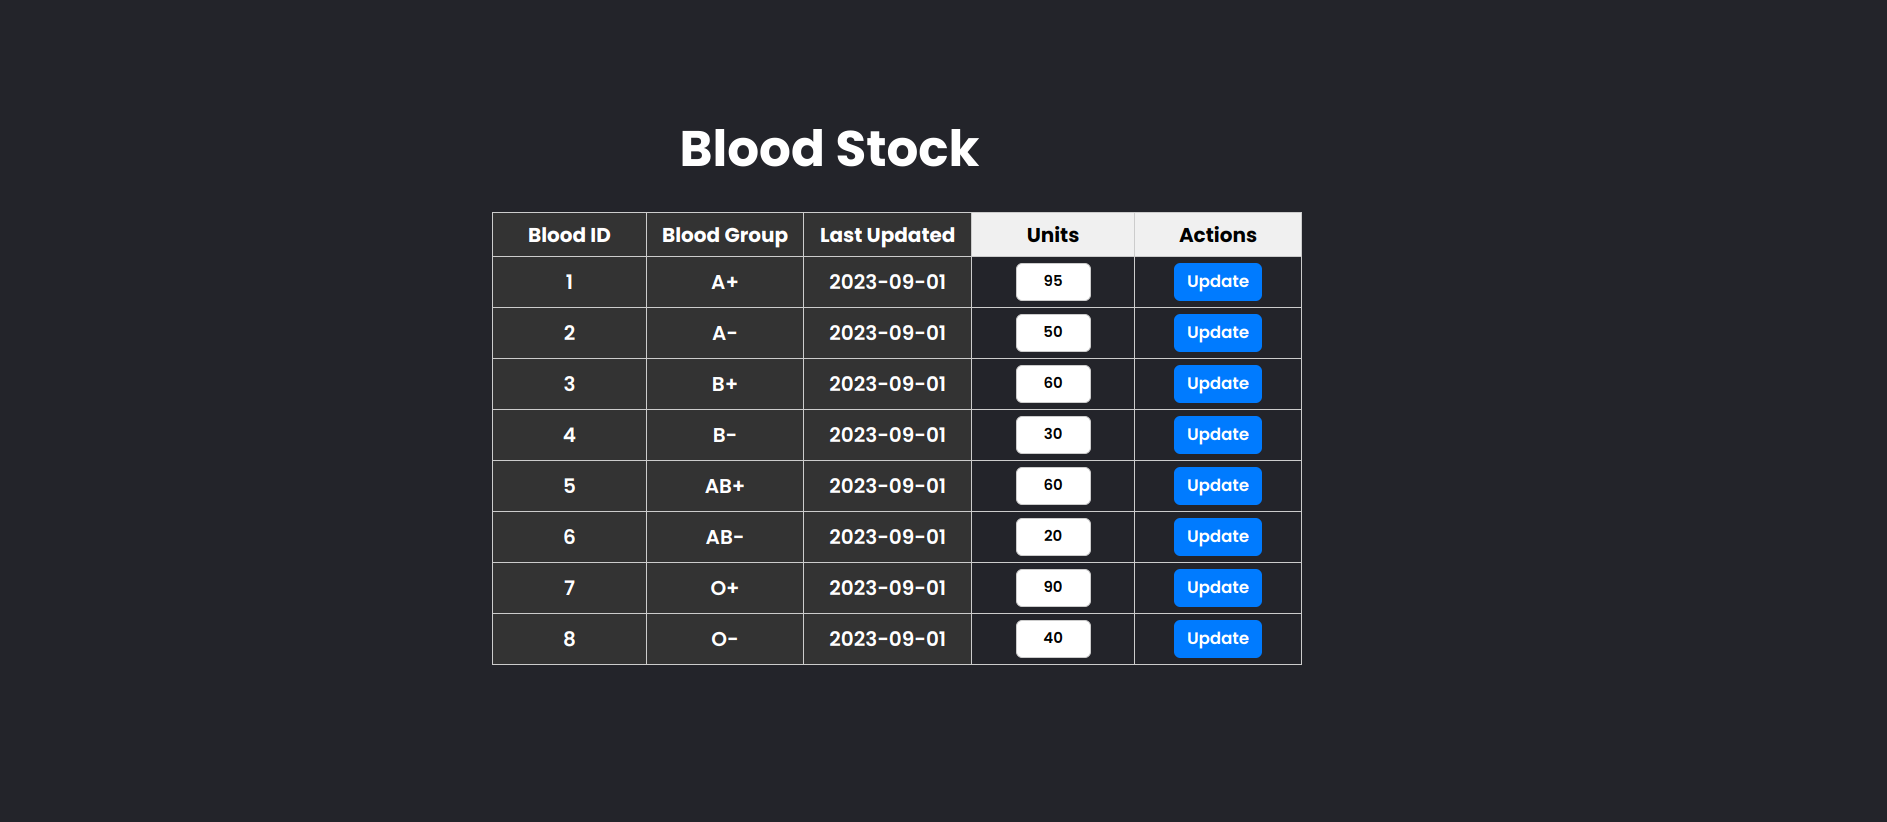 Blood Stock
Blood ID Blood Group Last Updated Units Actions
1 A+ 2023-09-01 95 Update
2 A- 2023-09-01 50 Update
3 B+ 2023-09-01 60 Update
4 B- 2023-09-01 30 Update
5 AB+ 2023-09-01 60 Update
6 AB- 2023-09-01 20 Update
7 O+ 2023-09-01 90 Update
8 O- 2023-09-01 40 Update